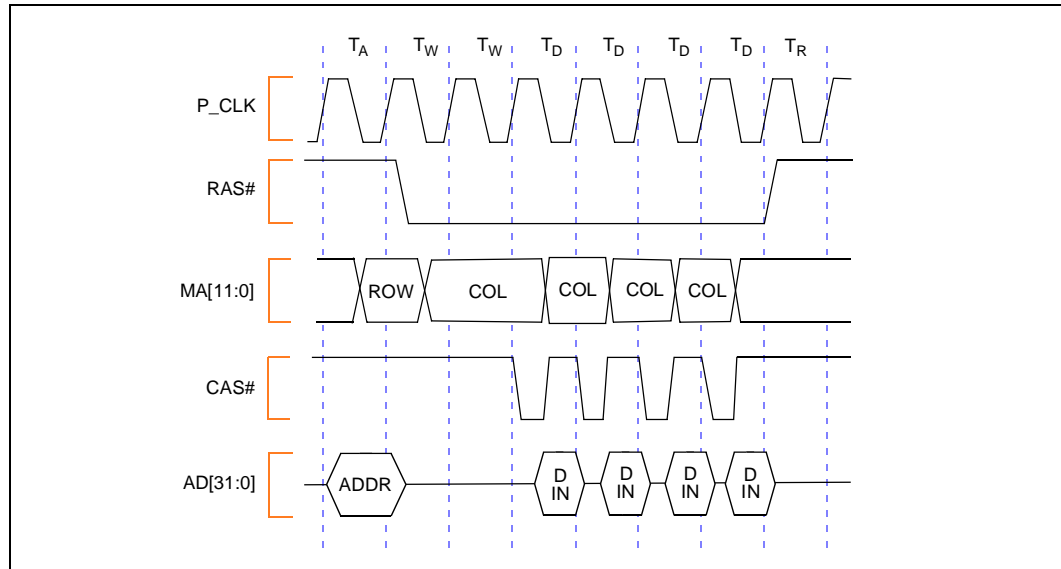 TA TW TW TD TD TD TD TR
P_CLK
RAS#
MA[11:0] ROW COL COL COL COL
CAS#
AD[31:0] ADDR D IN D IN D IN D IN